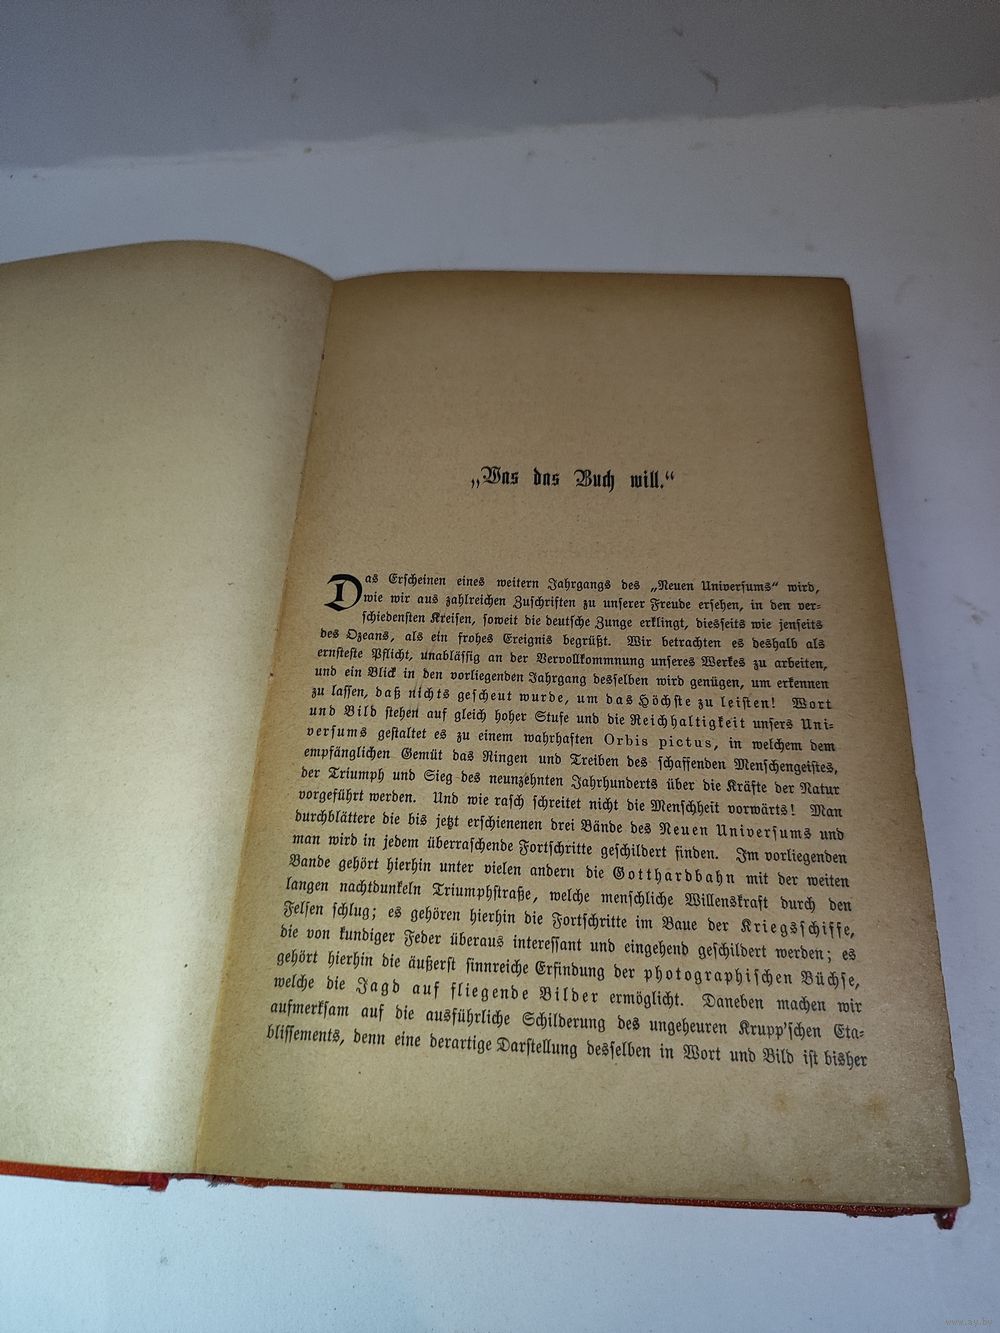 „Was das Buch will.“
Das Erscheinen eines weitern Jahrgangs des „Neuen Universums“ wird,
wie wir aus zahlreichen Zuschriften zu unserer Freude ersehen, in den ver-
schiedensten Kreisen, soweit die deutsche Zunge erklingt, diesseits wie jenseits
des Ozeans, als ein frohes Ereignis begrüßt. Wir betrachten es deshalb als
ernsteste Pflicht, unablässig an der Vervollkommnung unseres Werkes zu arbeiten,
und ein Blick in den vorliegenden Jahrgang desselben wird genügen, um erkennen
zu lassen, daß nichts gescheut wurde, um das Höchste zu leisten! Wort
und Bild stehen auf gleich hoher Stufe und die Reichhaltigkeit unsers Uni-
versums gestaltet es zu einem wahrhaften Orbis pictus, in welchem dem
empfänglichen Gemüt das Ringen und Treiben des schaffenden Menschengeistes,
der Triumph und Sieg des neunzehnten Jahrhunderts über die Kräfte der Natur
vorgeführt werden. Und wie rasch schreitet nicht die Menschheit vorwärts! Man
durchblättere die bis jetzt erschienenen drei Bände des Neuen Universums und
man wird in jedem überraschende Fortschritte geschildert finden. Im vorliegenden
Bande gehört hierhin unter vielen andern die Gotthardbahn mit der weiten
langen nachtdunkeln Triumphstraße, welche menschliche Willenskraft durch den
Felsen schlug; es gehören hierhin die Fortschritte im Baue der Kriegsschiffe,
die von kundiger Feder überaus interessant und eingehend geschildert werden; es
gehört hierhin die äußerst sinnreiche Erfindung der photographischen Büchse,
welche die Jagd auf fliegende Bilder ermöglicht. Daneben machen wir
aufmerksam auf die ausführliche Schilderung des ungeheuren Krupp'schen Eta-
blissements, denn eine derartige Darstellung desselben in Wort und Bild ist bisher
www.ay.by